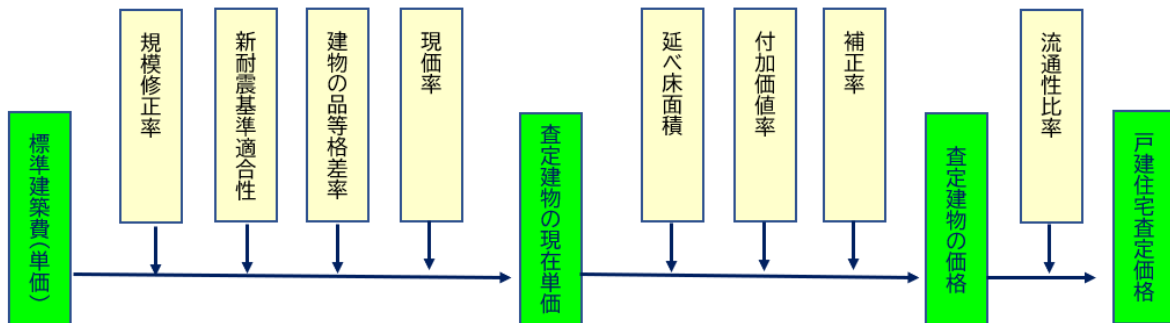 標準建築費(単価)
規模修正率
新耐震基準適合性
建物の品等格差率
現価率
査定建物の現在単価
延べ床面積
付加価値率
補正率
査定建物の価格
流通性比率
戸建住宅査定価格